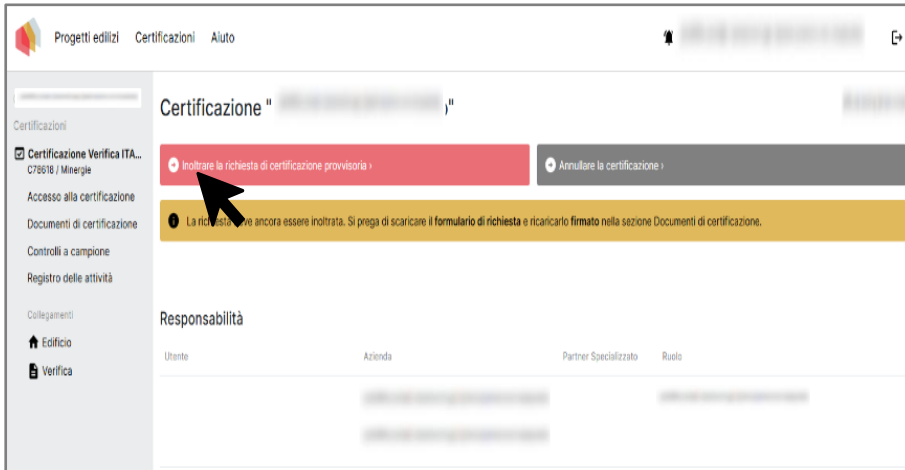 Progetti edilizi Certificazioni Aiuto
Certificazione " )"
Certificazioni
Certificazione Verifica ITA...
C78618 / Minergie
Inoltrare la richiesta di certificazione provvisoria ›
Annullare la certificazione ›
Accesso alla certificazione
Documenti di certificazione
La richiesta ve ancora essere inoltrata. Si prega di scaricare il formulario di richiesta e ricaricarlo firmato nella sezione Documenti di certificazione.
Controlli a campione
Registro delle attività
Collegamenti
Edificio
Verifica
Responsabilità
Utente Azienda Partner Specializzato Ruolo